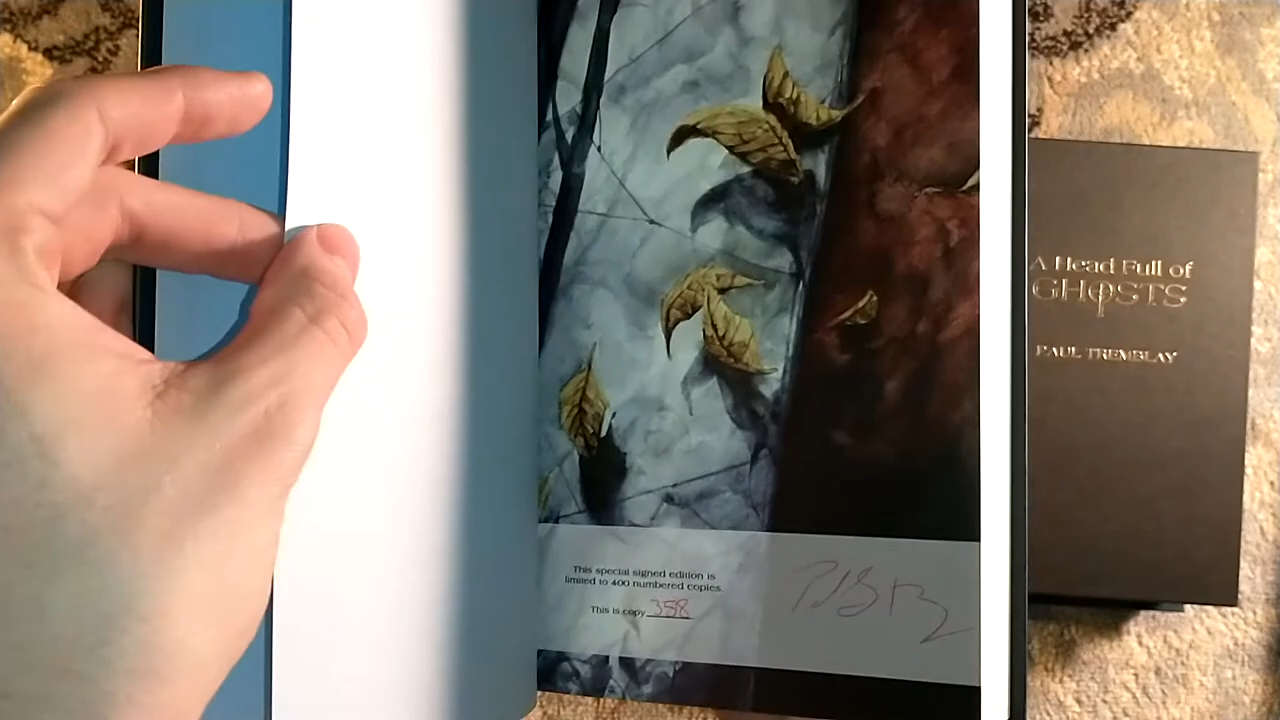 This special signed edition is
limited to 400 numbered copies.
This is copy 358
A Head Full of
GHOSTS
PAUL TREMBLAY